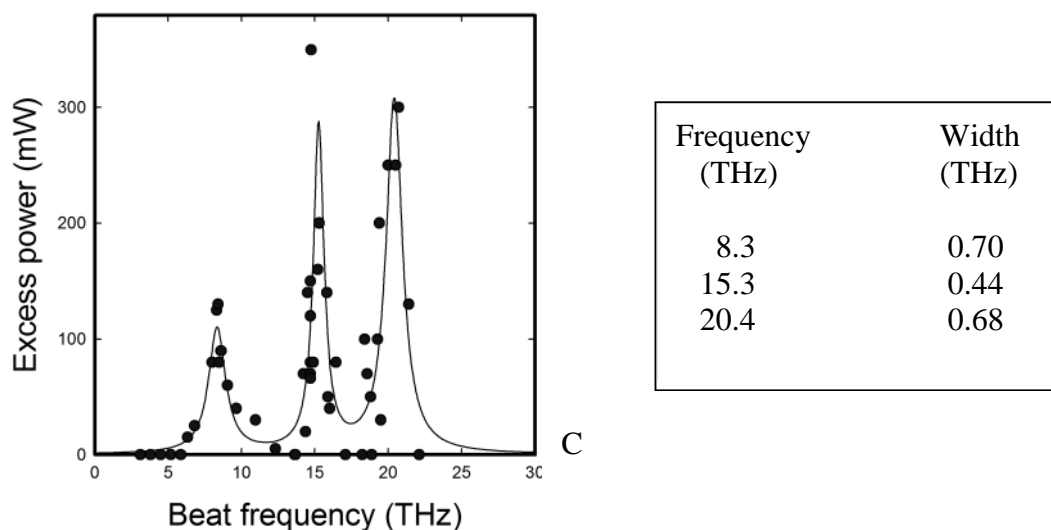 Excess power (mW)
300
200
100
0
0 5 10 15 20 25 30
Beat frequency (THz)
C
Frequency Width
(THz) (THz)
8.3 0.70
15.3 0.44
20.4 0.68